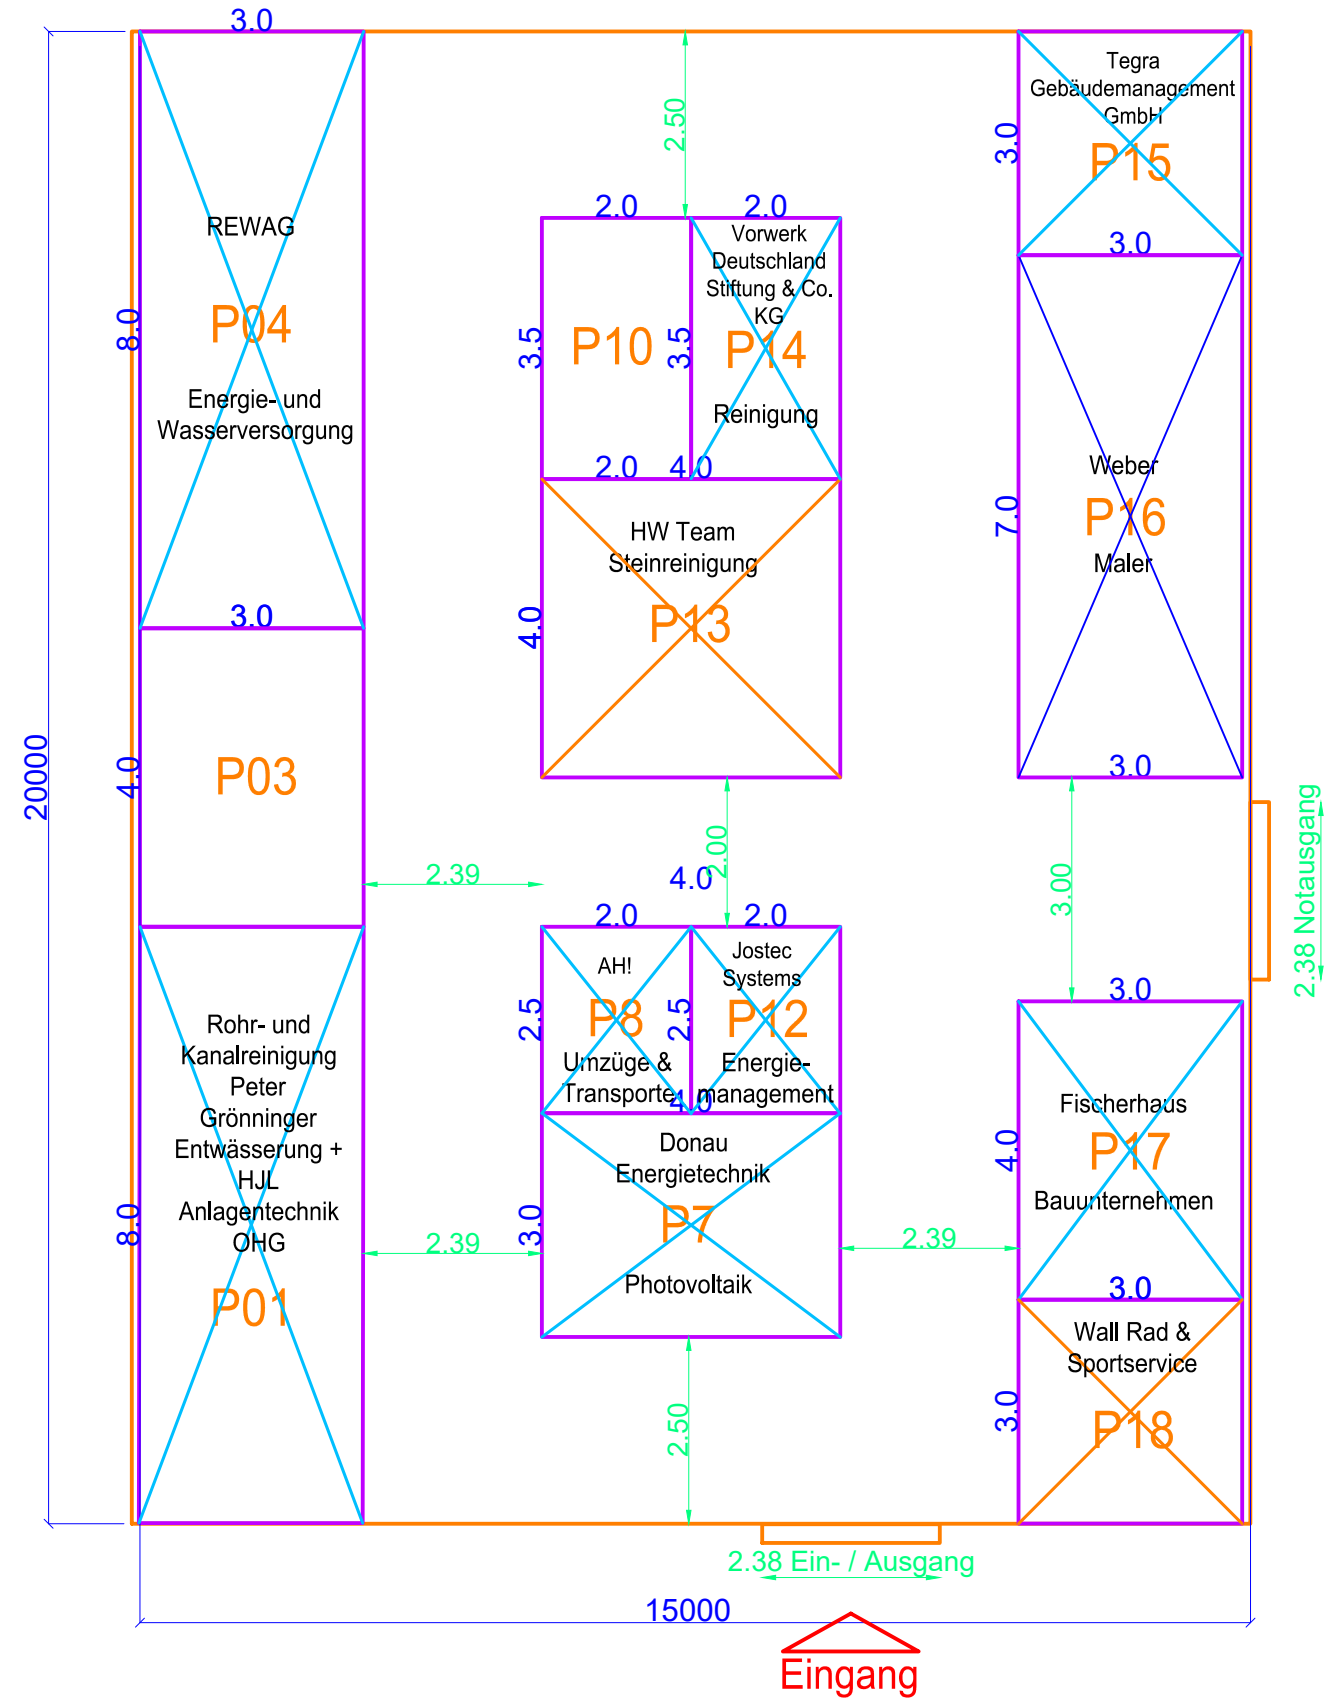 3.0
REWAG
P04
8.0
Energie- und
Wasserversorgung
3.0
P03
4.0
Rohr- und
Kanalreinigung
Peter
Grönninger
Entwässerung +
HJL
Anlagentechnik
OHG
P01
8.0
20000
2.50
2.0
2.0
3.5
P10
3.5
Vorwerk
Deutschland
Stiftung & Co.
KG
P14
Reinigung
2.0
4.0
HW Team
Steinreinigung
P13
4.0
2.39
2.00
4.0
2.0
2.0
AH!
P8
2.5
Umzüge &
Transporte
Jostec
Systems
P12
2.5
Energie-
management
4.0
Donau
Energietechnik
P7
3.0
Photovoltaik
2.39
2.39
2.50
Tegra
Gebäudemanagement
GmbH
P15
3.0
3.0
Weber
P16
7.0
Maler
3.0
3.00
2.38 Notausgang
3.0
Fischerhaus
P17
4.0
Bauunternehmen
3.0
Wall Rad &
Sportservice
P18
3.0
2.38 Ein- / Ausgang
15000
Eingang